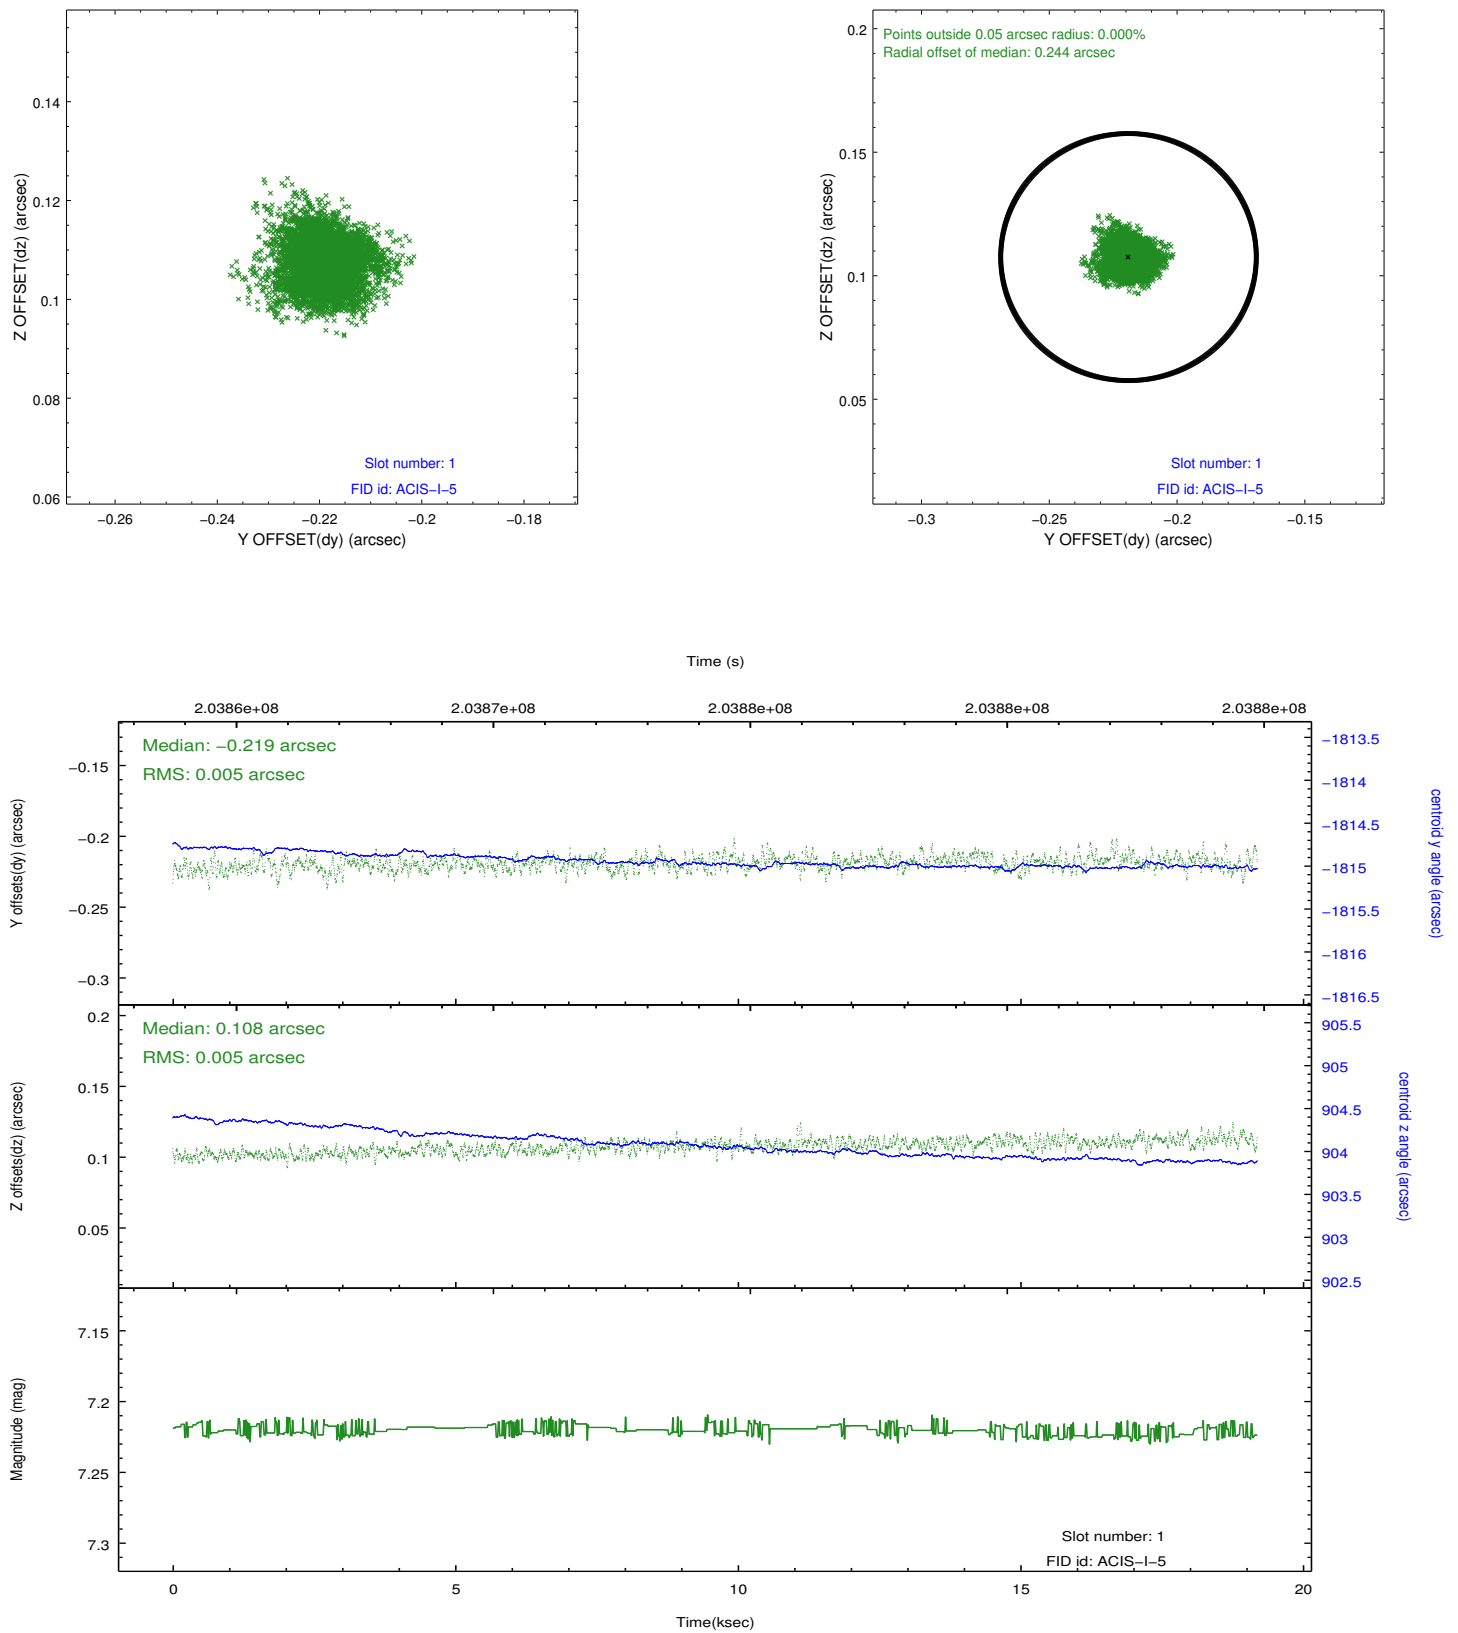 0.14
0.12
0.1
0.08
0.06
Z OFFSET(dz) (arcsec)
Slot number: 1
FID id: ACIS−I−5
−0.26
−0.24
−0.22
−0.2
−0.18
Y OFFSET(dy) (arcsec)
Points outside 0.05 arcsec radius: 0.000%
Radial offset of median: 0.244 arcsec
0.2
0.15
0.1
0.05
Z OFFSET(dz) (arcsec)
Slot number: 1
FID id: ACIS−I−5
−0.3
−0.25
−0.2
−0.15
Y OFFSET(dy) (arcsec)
Time (s)
2.0386e+08
2.0387e+08
2.0388e+08
2.0388e+08
2.0388e+08
Median: −0.219 arcsec
RMS: 0.005 arcsec
−0.15
−0.2
−0.25
−0.3
Y offsets(dy) (arcsec)
−1813.5
−1814
−1814.5
−1815
−1815.5
−1816
−1816.5
centroid y angle (arcsec)
Median: 0.108 arcsec
RMS: 0.005 arcsec
0.2
0.15
0.1
0.05
Z offsets(dz) (arcsec)
905.5
905
904.5
904
903.5
903
902.5
centroid z angle (arcsec)
7.15
7.2
7.25
7.3
Magnitude (mag)
Slot number: 1
FID id: ACIS−I−5
0
5
10
15
20
Time(ksec)